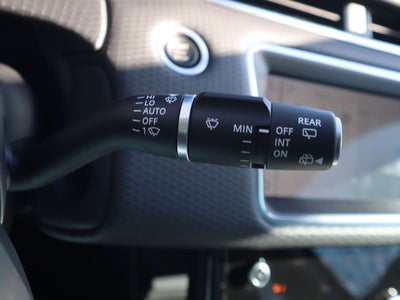 HI
LO
AUTO
OFF
1
MIN
REAR
OFF
INT
ON